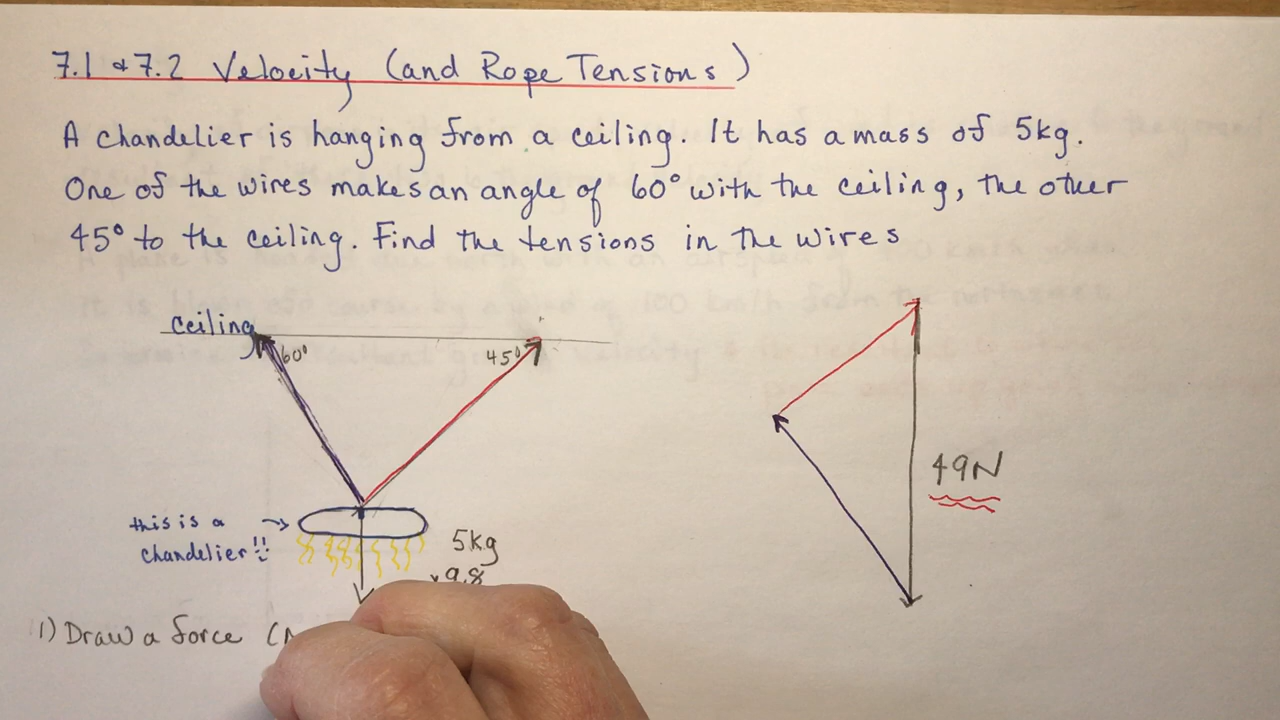 7.1 & 7.2 Velocity (and Rope Tensions)
A chandelier is hanging from a ceiling. It has a mass of 5kg.
One of the wires makes an angle of 60° with the ceiling, the other
45° to the ceiling. Find the tensions in the wires
ceiling
60°
45°
49N
this is a
chandelier!!
5kg
x9.8
1) Draw a force (